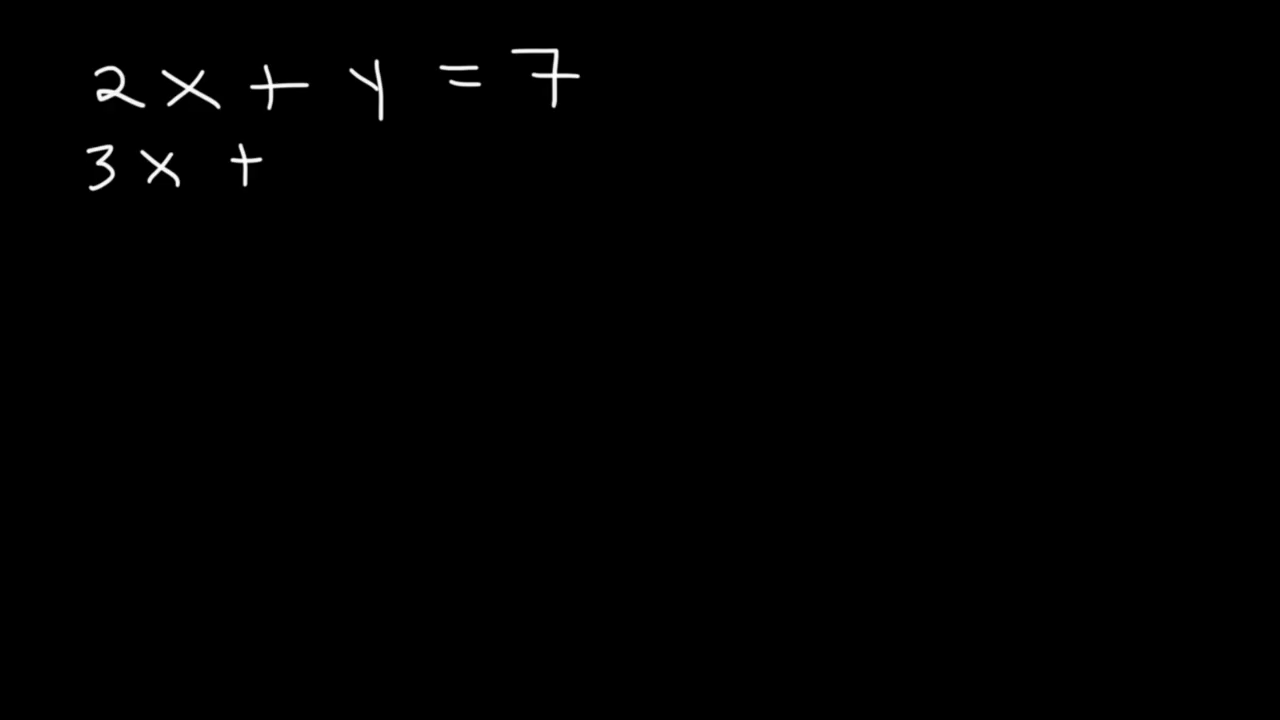 2x + y = 7
3x +